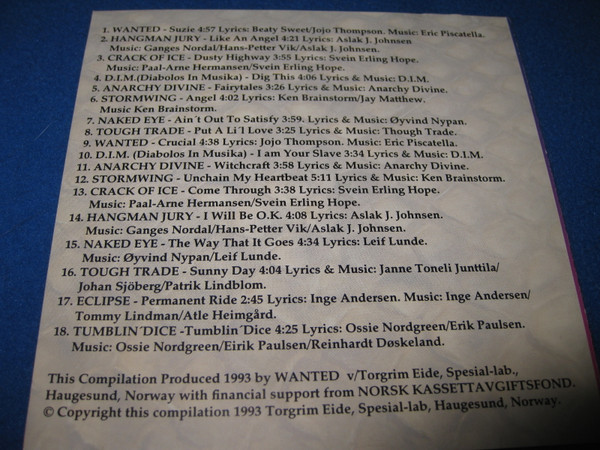 1. WANTED - Suzie 4:57 Lyrics: Beaty Sweet/Jojo Thompson. Music: Eric Piscatella.
2. HANGMAN JURY - Like An Angel 4:21 Lyrics: Aslak J. Johnsen
Music: Ganges Nordal/Hans-Petter Vik/Aslak J. Johnsen.
3. CRACK OF ICE - Dusty Highway 3:55 Lyrics: Svein Erling Hope.
Music: Paal-Arne Hermansen/Svein Erling Hope.
4. D.I.M.(Diabolos In Musika) - Dig This 4:06 Lyrics & Music: D.I.M.
5. ANARCHY DIVINE - Fairytales 3:26 Lyrics & Music: Anarchy Divine.
6. STORMWING - Angel 4:02 Lyrics: Ken Brainstorm/Jay Matthew.
Music Ken Brainstorm.
7. NAKED EYE - Ain´t Out To Satisfy 3:59. Lyrics & Music: Øyvind Nypan.
8. TOUGH TRADE - Put A Li´l Love 3:25 Lyrics & Music: Though Trade.
9. WANTED - Crucial 4:38 Lyrics: Jojo Thompson. Music: Eric Piscatella.
10. D.I.M. (Diabolos In Musika) - I am Your Slave 3:34 Lyrics & Music: D.I.M.
11. ANARCHY DIVINE - Witchcraft 3:58 Lyrics & Music: Anarchy Divine.
12. STORMWING - Unchain My Heartbeat 5:11 Lyrics & Music: Ken Brainstorm.
13. CRACK OF ICE - Come Through 3:38 Lyrics: Svein Erling Hope.
Music: Paal-Arne Hermansen/Svein Erling Hope.
14. HANGMAN JURY - I Will Be O.K. 4:08 Lyrics: Aslak J. Johnsen.
Music: Ganges Nordal/Hans-Petter Vik/Aslak J. Johnsen.
15. NAKED EYE - The Way That It Goes 4:34 Lyrics: Leif Lunde.
Music: Øyvind Nypan/Leif Lunde.
16. TOUGH TRADE - Sunny Day 4:04 Lyrics & Music: Janne Toneli Junttila/
Johan Sjöberg/Patrik Lindblom.
17. ECLIPSE - Permanent Ride 2:45 Lyrics: Inge Andersen. Music: Inge Andersen/
Tommy Lindman/Atle Heimgård.
18. TUMBLIN´DICE -Tumblin´Dice 4:25 Lyrics: Ossie Nordgreen/Erik Paulsen.
Music: Ossie Nordgreen/Eirik Paulsen/Reinhardt Døskeland.
This Compilation Produced 1993 by WANTED v/Torgrim Eide, Spesial-lab.,
Haugesund, Norway with financial support from NORSK KASSETTAVGIFTSFOND.
© Copyright this compilation 1993 Torgrim Eide, Spesial-lab, Haugesund, Norway.